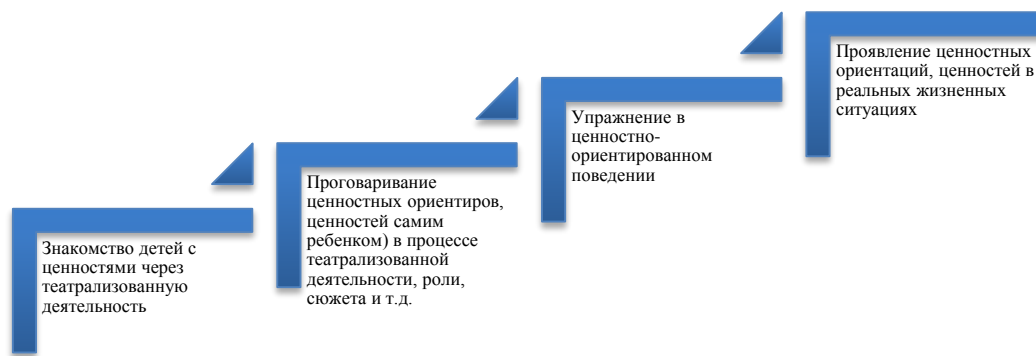 Знакомство детей с
ценностями через
театрализованную
деятельность
Проговаривание
ценностных ориентиров,
ценностей самим
ребенком) в процессе
театрализованной
деятельности, роли,
сюжета и т.д.
Упражнение в
ценностно-
ориентированном
поведении
Проявление ценностных
ориентаций, ценностей в
реальных жизненных
ситуациях